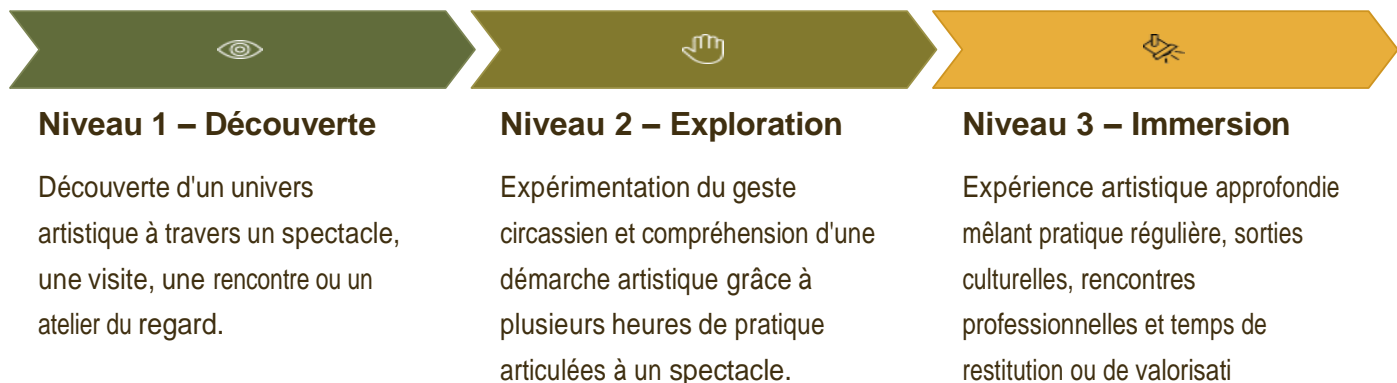 Niveau 1 – Découverte
Découverte d'un univers
artistique à travers un spectacle,
une visite, une rencontre ou un
atelier du regard.
Niveau 2 – Exploration
Expérimentation du geste
circassien et compréhension d'une
démarche artistique grâce à
plusieurs heures de pratique
articulées à un spectacle.
Niveau 3 – Immersion
Expérience artistique approfondie
mêlant pratique régulière, sorties
culturelles, rencontres
professionnelles et temps de
restitution ou de valorisati